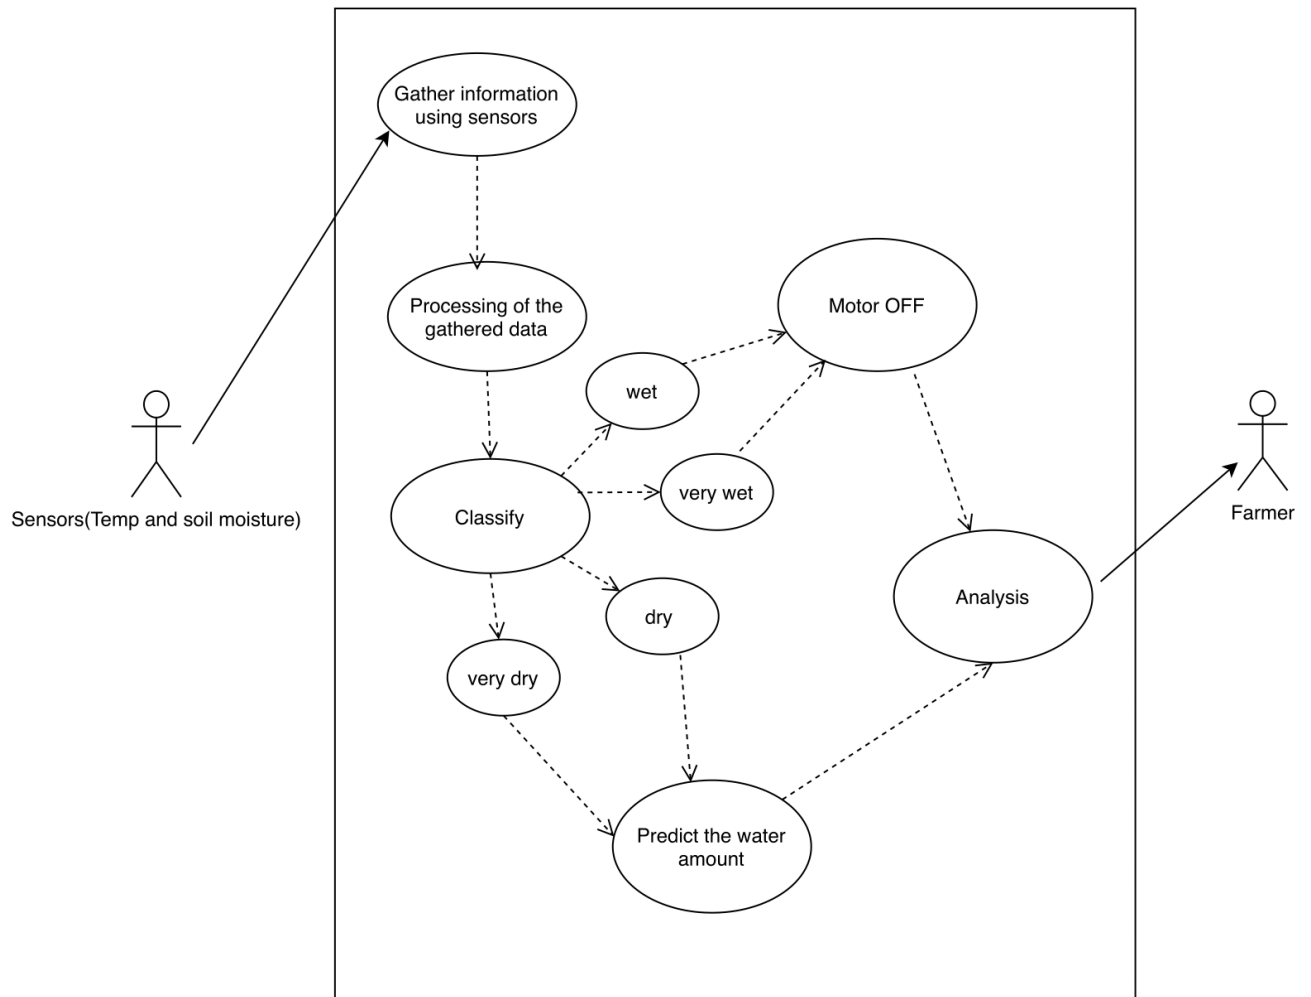 Gather information
using sensors
Processing of the
gathered data
Motor OFF
wet
very wet
Classify
Sensors(Temp and soil moisture)
Farmer
Analysis
dry
very dry
Predict the water
amount